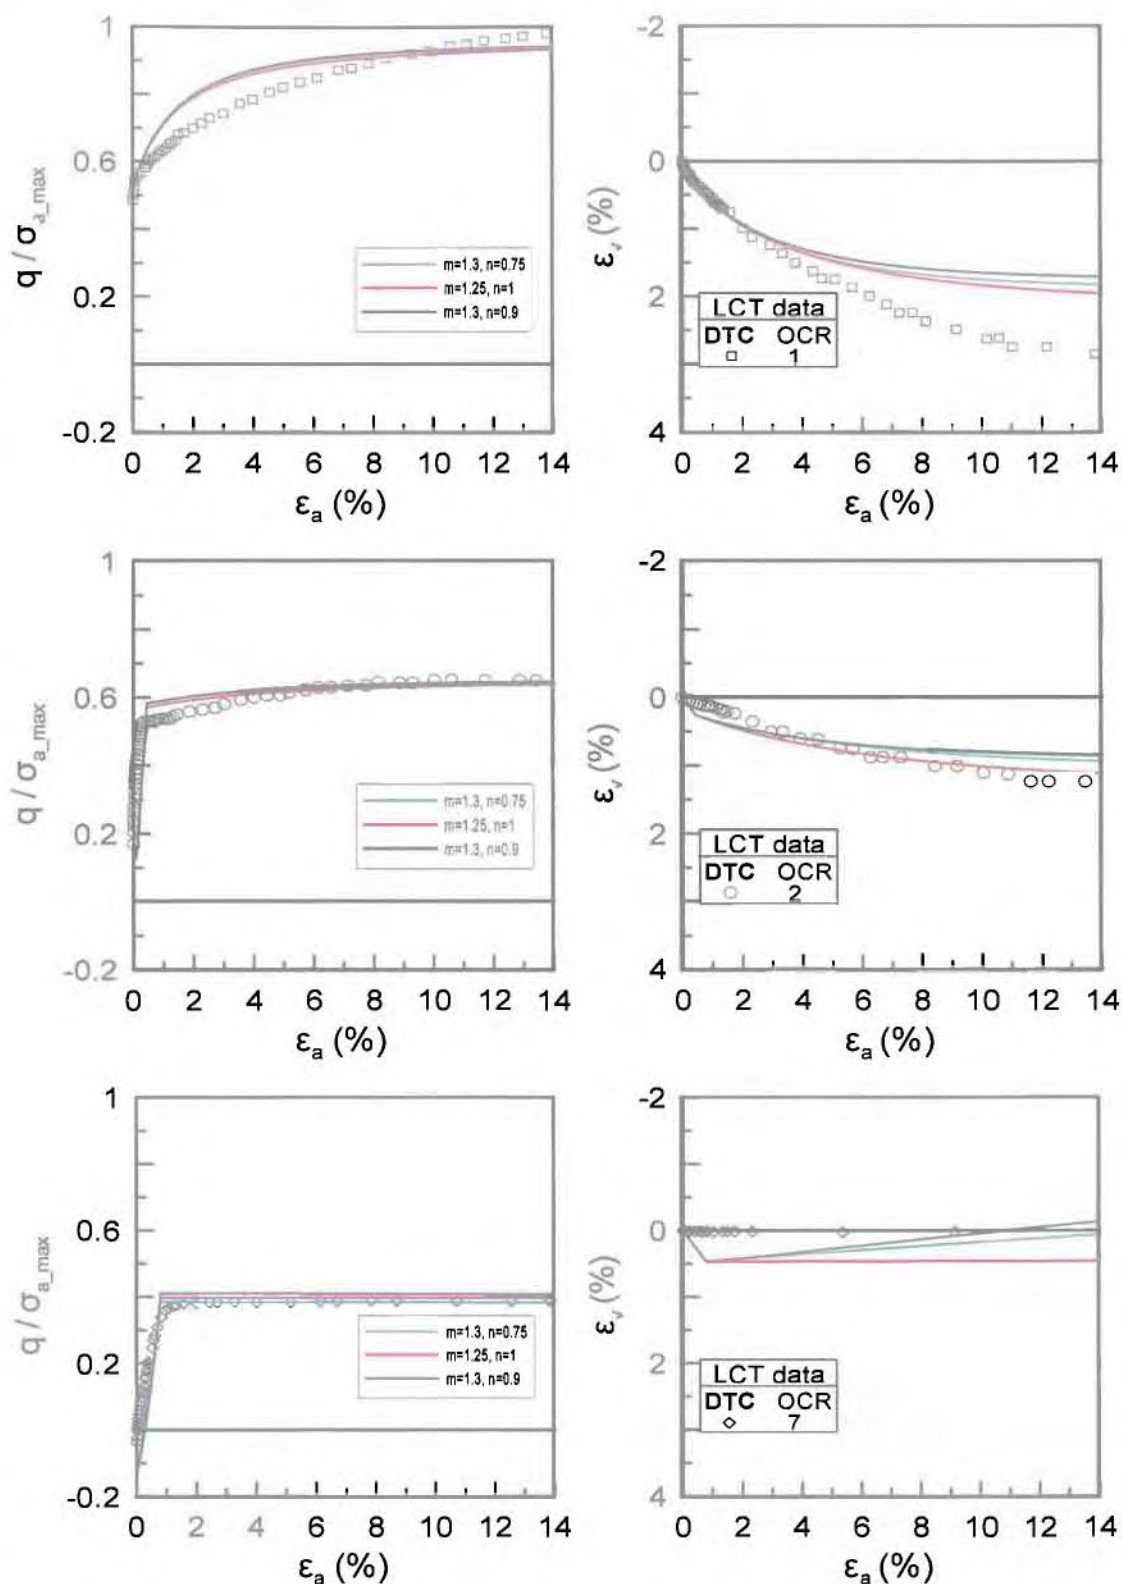 1
0.6
0.2
-0.2
q / σa_max
m=1.3, n=0.75
m=1.25, n=1
m=1.3, n=0.9
0 2 4 6 8 10 12 14
εa (%)
-2
0
2
4
εv (%)
LCT data
DTC OCR
1
0 2 4 6 8 10 12 14
εa (%)
1
0.6
0.2
-0.2
q / σa_max
m=1.3, n=0.75
m=1.25, n=1
m=1.3, n=0.9
0 2 4 6 8 10 12 14
εa (%)
-2
0
2
4
εv (%)
LCT data
DTC OCR
2
0 2 4 6 8 10 12 14
εa (%)
1
0.6
0.2
-0.2
q / σa_max
m=1.3, n=0.75
m=1.25, n=1
m=1.3, n=0.9
0 2 4 6 8 10 12 14
εa (%)
-2
0
2
4
εv (%)
LCT data
DTC OCR
7
0 2 4 6 8 10 12 14
εa (%)